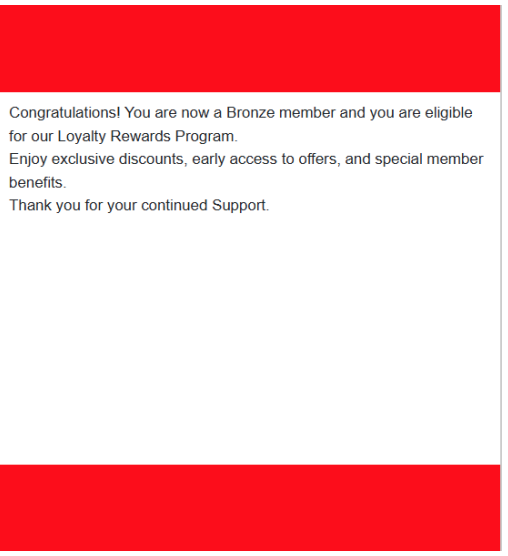 Congratulations! You are now a Bronze member and you are eligible
for our Loyalty Rewards Program.
Enjoy exclusive discounts, early access to offers, and special member
benefits.
Thank you for your continued Support.